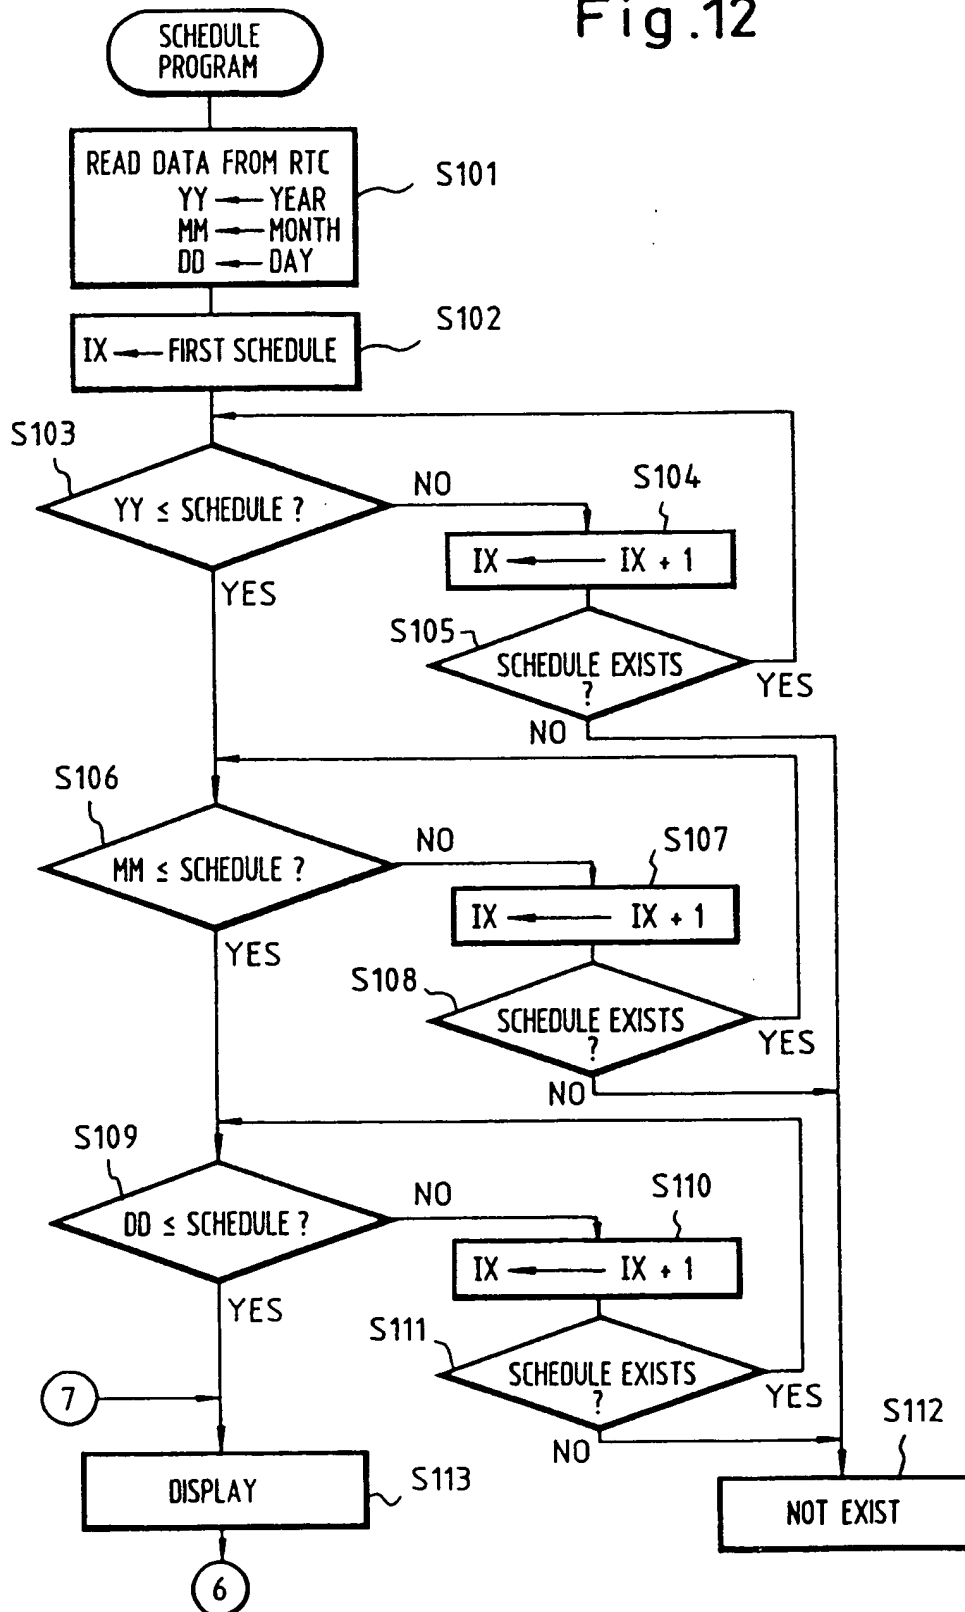 Fig.12
SCHEDULE
PROGRAM
READ DATA FROM RTC
YY ← YEAR
MM ← MONTH
DD ← DAY
S101
IX ← FIRST SCHEDULE
S102
S103
YY ≤ SCHEDULE ?
NO
YES
S104
IX ← IX + 1
S105
SCHEDULE EXISTS
?
YES
NO
S106
MM ≤ SCHEDULE ?
NO
YES
S107
IX ← IX + 1
S108
SCHEDULE EXISTS
?
YES
NO
S109
DD ≤ SCHEDULE ?
NO
YES
S110
IX ← IX + 1
S111
SCHEDULE EXISTS
?
YES
NO
7
S112
NOT EXIST
DISPLAY
S113
6